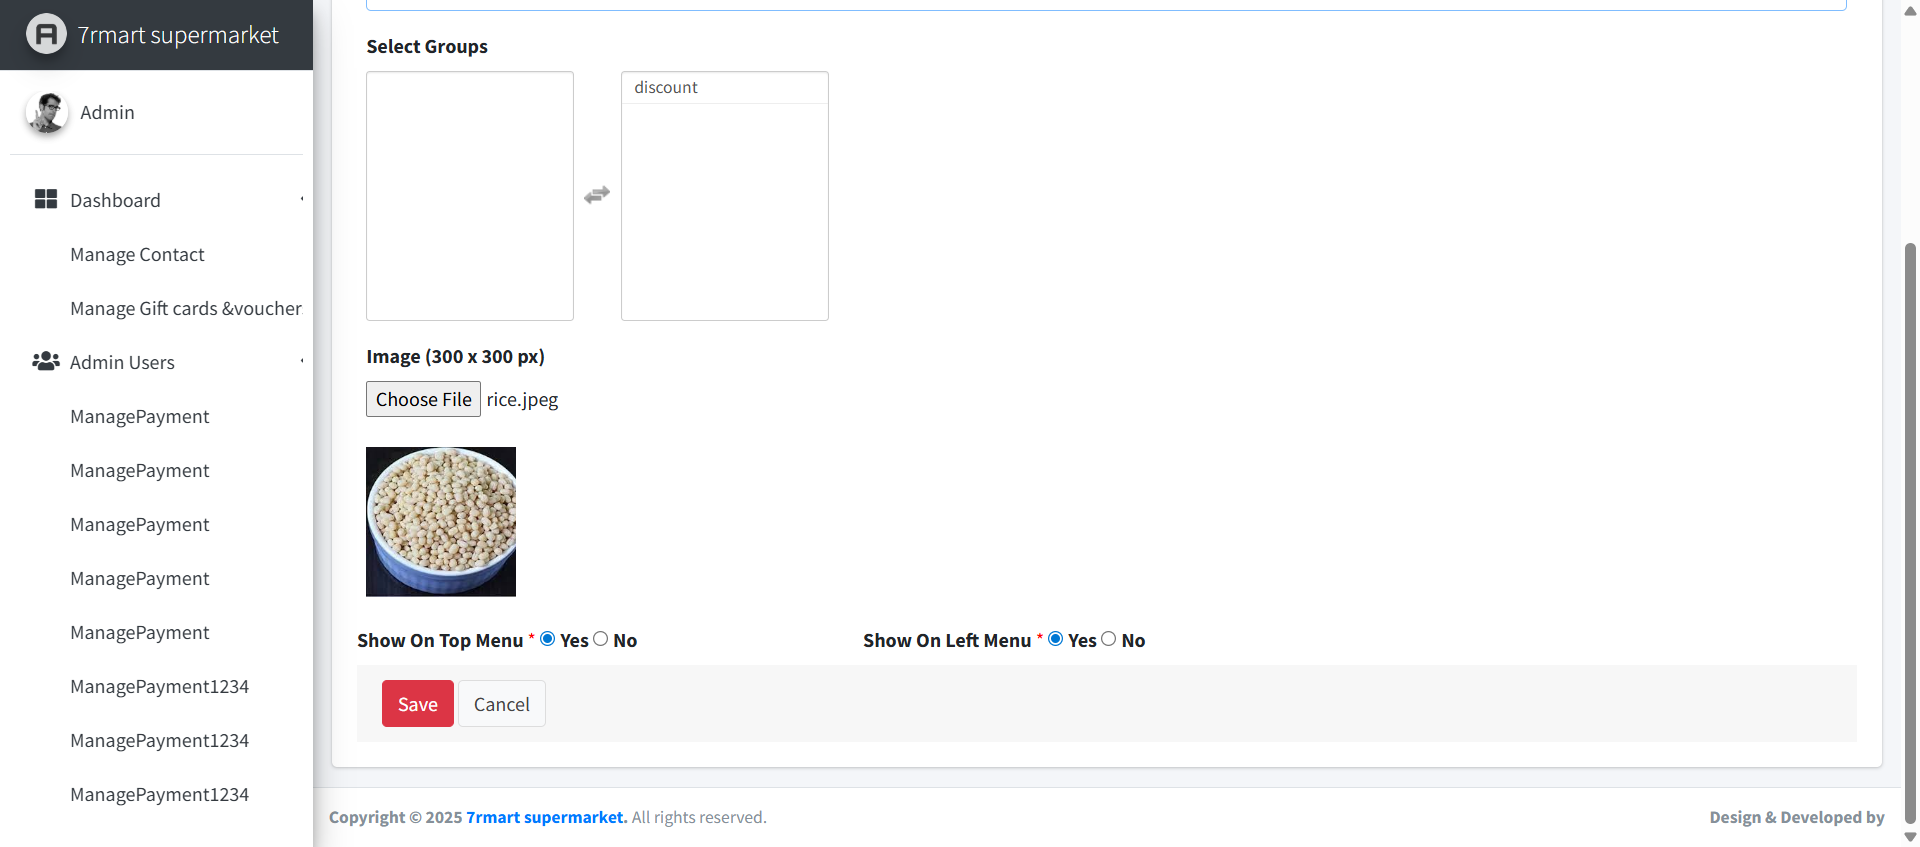 7rmart supermarket
Admin
Dashboard
Manage Contact
Manage Gift cards &voucher
Admin Users
ManagePayment
ManagePayment
ManagePayment
ManagePayment
ManagePayment
ManagePayment1234
ManagePayment1234
ManagePayment1234
Select Groups
discount
Image (300 x 300 px)
Choose File rice.jpeg
Show On Top Menu * Yes No
Show On Left Menu * Yes No
Save Cancel
Copyright © 2025 7rmart supermarket. All rights reserved.
Design & Developed by